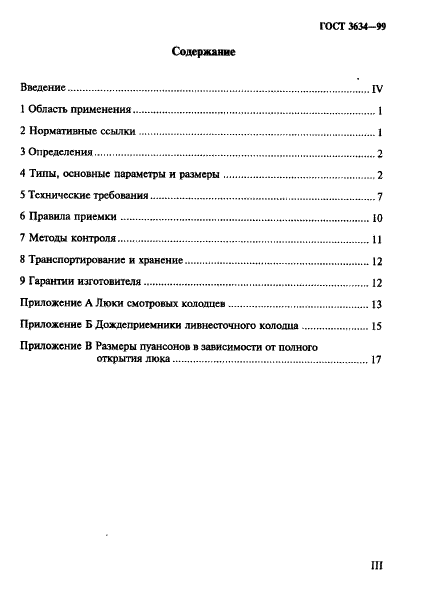 ГОСТ 3634—99
Содержание
Введение IV
1 Область применения 1
2 Нормативные ссылки 1
3 Определения 2
4 Типы, основные параметры и размеры 2
5 Технические требования 7
6 Правила приемки 10
7 Методы контроля 11
8 Транспортирование и хранение 12
9 Гарантии изготовителя 12
Приложение А Люки смотровых колодцев 13
Приложение Б Дождеприемники ливнесточного колодца 15
Приложение В Размеры пуансонов в зависимости от полного
открытия люка 17
III